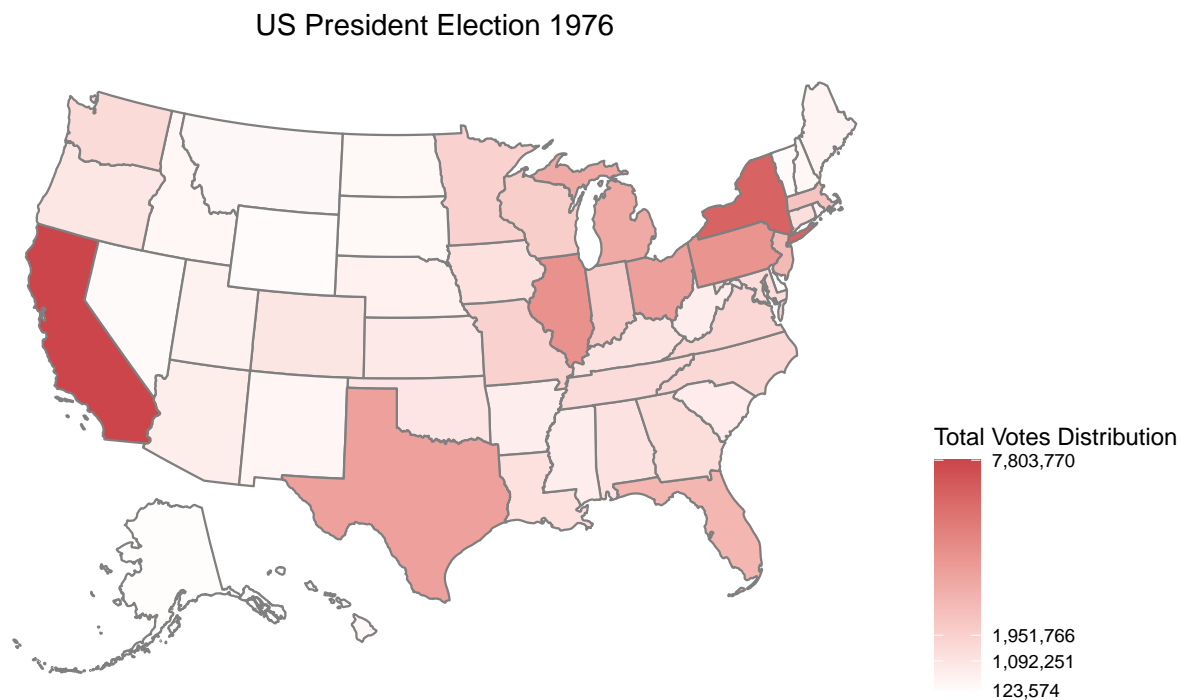 US President Election 1976
Total Votes Distribution
7,803,770
1,951,766
1,092,251
123,574